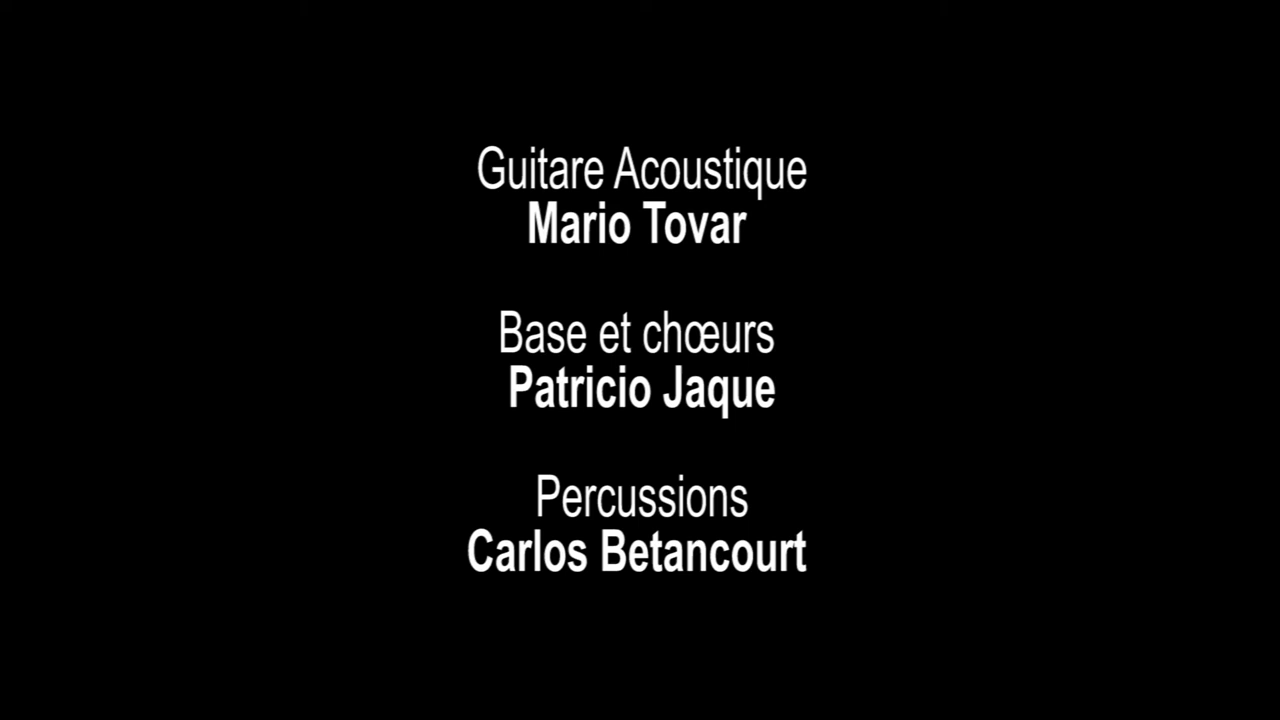 Guitare Acoustique
Mario Tovar
Base et chœurs
Patricio Jaque
Percussions
Carlos Betancourt